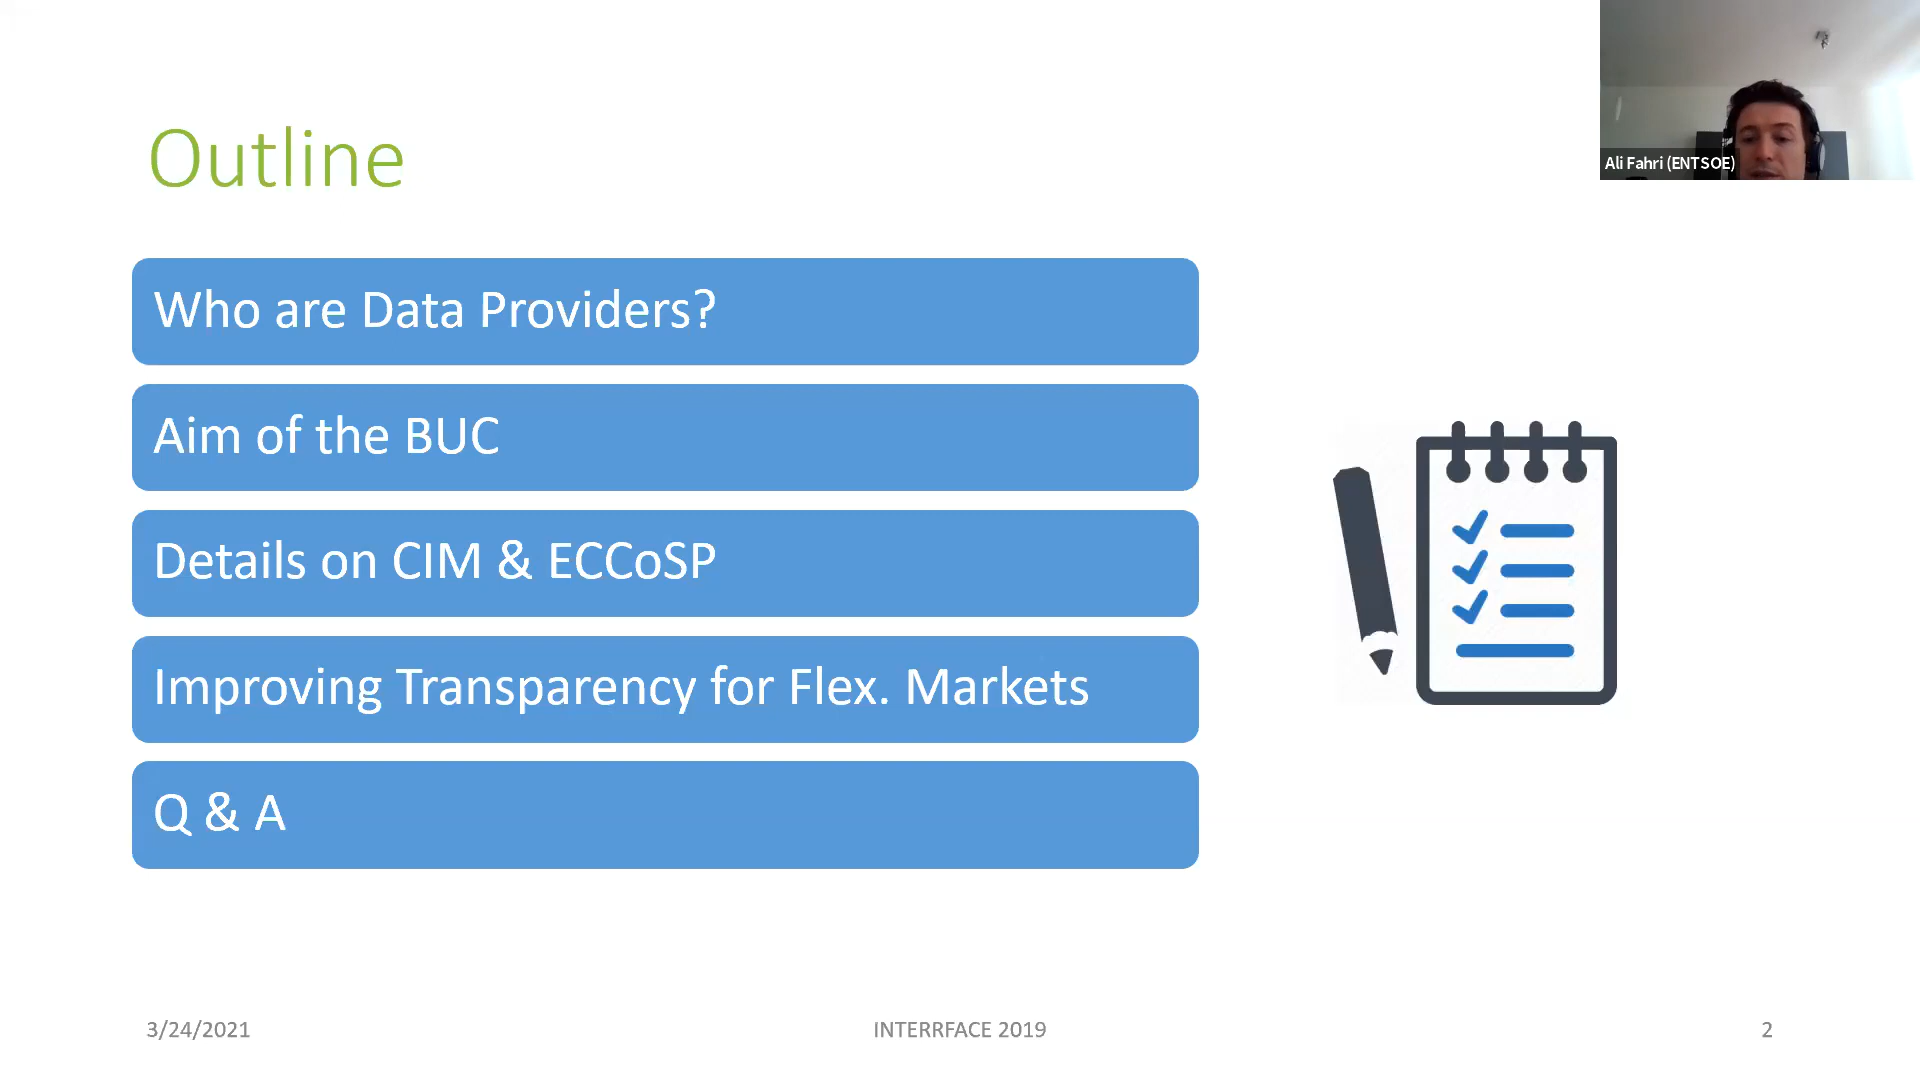 Outline
Ali Fahri (ENTSOE)
Who are Data Providers?
Aim of the BUC
Details on CIM & ECCoSP
Improving Transparency for Flex. Markets
Q & A
3/24/2021
INTERRFACE 2019
2